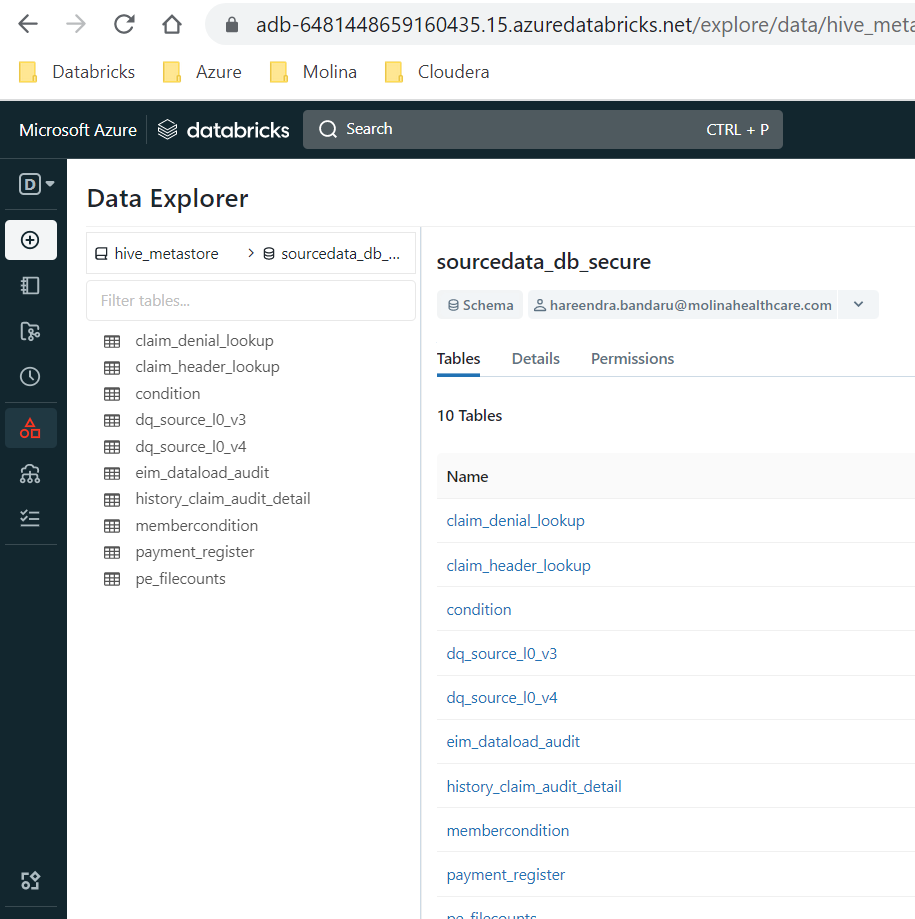 adb-6481448659160435.15.azuredatabricks.net/explore/data/hive_meta
Databricks Azure Molina Cloudera
Microsoft Azure databricks Search CTRL + P
D
Data Explorer
hive_metastore > sourcedata_db_...
Filter tables...
claim_denial_lookup
claim_header_lookup
condition
dq_source_l0_v3
dq_source_l0_v4
eim_dataload_audit
history_claim_audit_detail
membercondition
payment_register
pe_filecounts
sourcedata_db_secure
Schema hareendra.bandaru@molinahealthcare.com
Tables Details Permissions
10 Tables
Name
claim_denial_lookup
claim_header_lookup
condition
dq_source_l0_v3
dq_source_l0_v4
eim_dataload_audit
history_claim_audit_detail
membercondition
payment_register
pe_filecounts